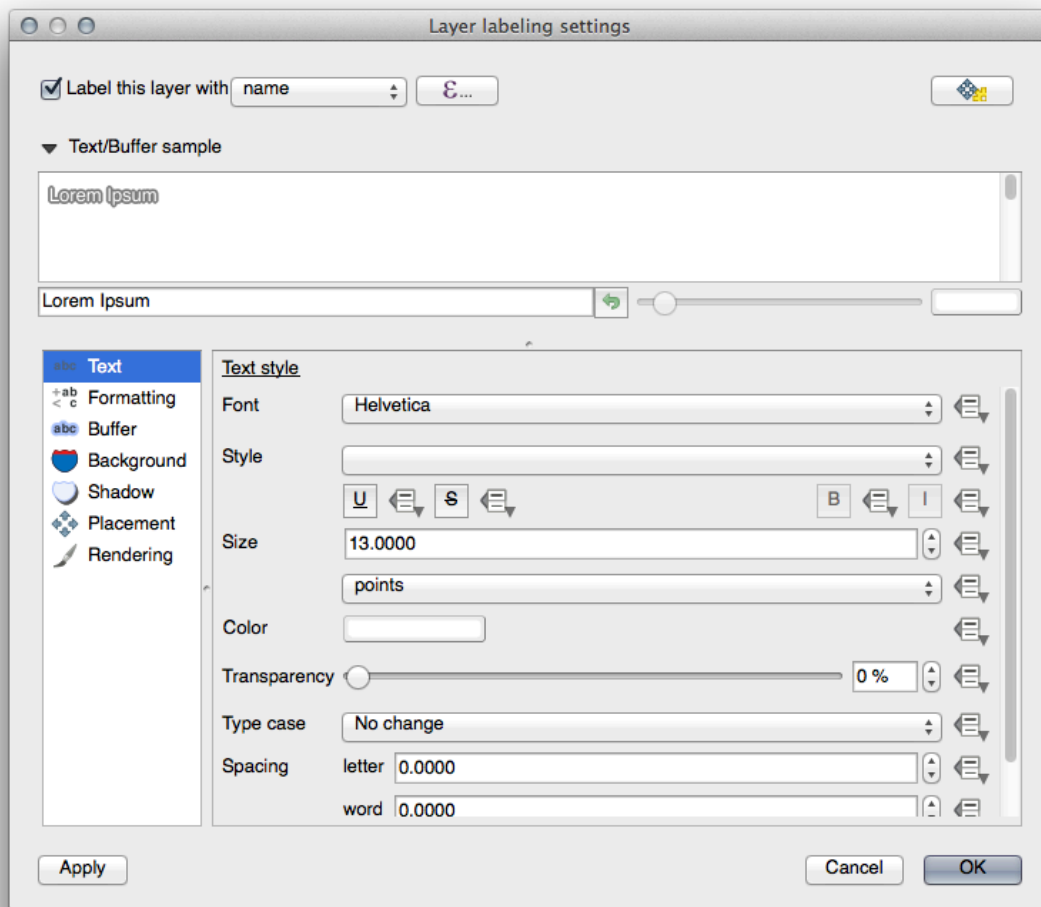 Layer labeling settings
Label this layer with name ε...
Text/Buffer sample
Lorem Ipsum
Lorem Ipsum
abc Text
+ab < c Formatting
abc Buffer
Background
Shadow
Placement
Rendering
Text style
Font Helvetica
Style
U S B I
Size 13.0000
points
Color
Transparency 0 %
Type case No change
Spacing letter 0.0000
word 0.0000
Apply Cancel OK